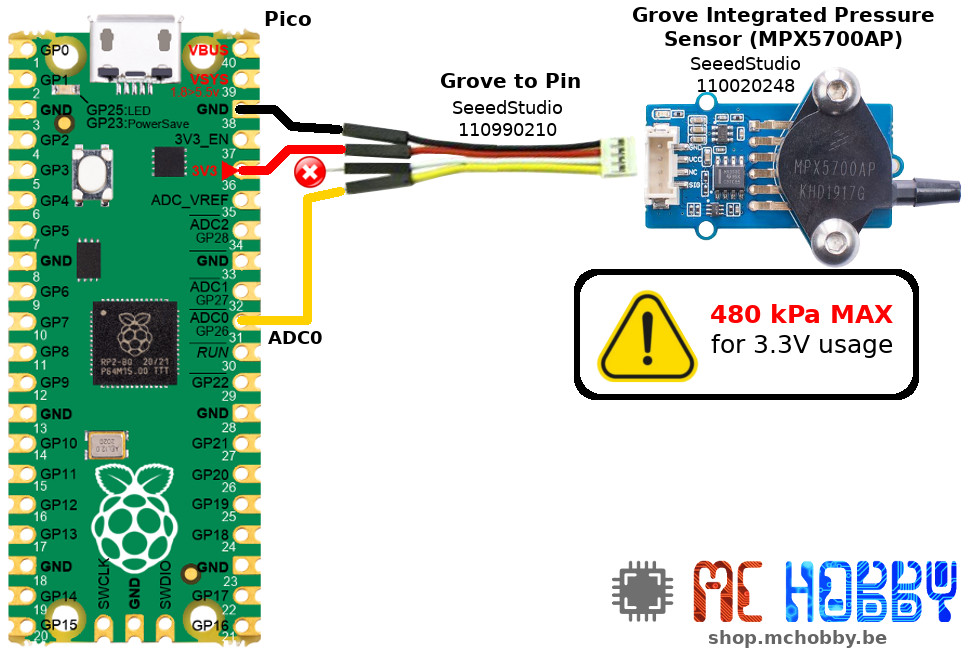 Pico
Grove Integrated Pressure
Sensor (MPX5700AP)
SeeedStudio
110020248
Grove to Pin
SeeedStudio
110990210
GP0
1
GP1
2
GND
3
GP2
4
GP3
5
GP4
6
GP5
7
GND
8
GP6
9
GP7
10
GP8
11
GP9
12
GND
13
GP10
14
GP11
15
GP12
16
GP13
17
GND
18
GP14
19
GP15
20
GP25:LED
GP23:PowerSave
VBUS
40
VSYS
1.8>5.5v
39
GND
38
3V3_EN
37
3V3
36
ADC_VREF
35
ADC2
GP28
34
GND
33
ADC1
GP27
32
ADC0
GP26
31
RUN
30
GP22
29
GND
28
GP21
27
GP20
26
GP19
25
GP18
24
GND
23
GP17
22
GP16
21
RP2-B0 20/21
P64M15.00 TTT
SWCLK
GND
SWDIO
ADC0
GND
VCC
NC
SIG
MPX5700AP
KHD1917G
480 kPa MAX
for 3.3V usage
MC HOBBY
shop.mchobby.be